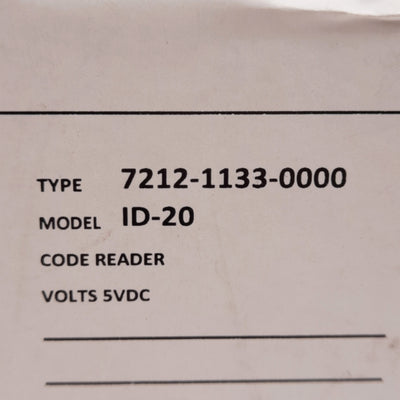 TYPE 7212-1133-0000
MODEL ID-20
CODE READER
VOLTS 5VDC